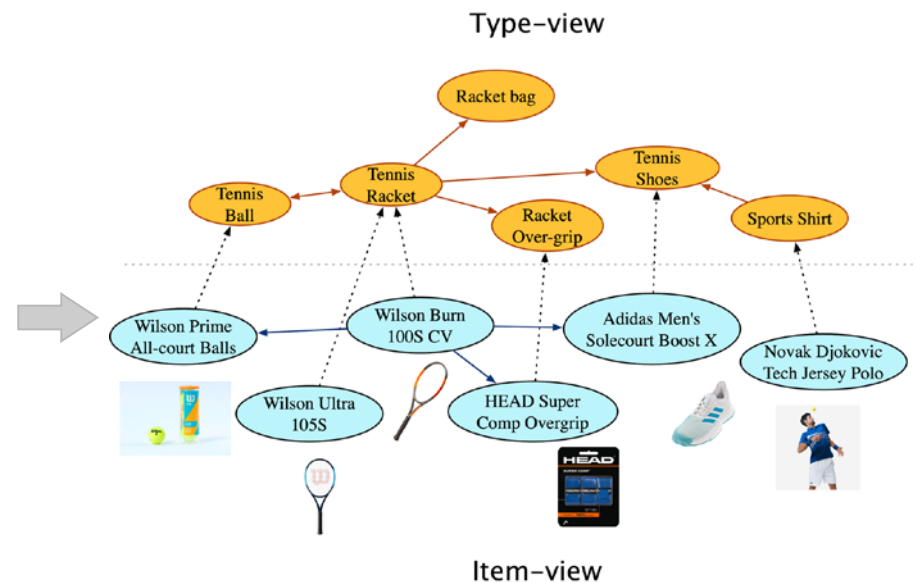 Type-view
Racket bag
Tennis
Racket
Tennis
Shoes
Tennis
Ball
Racket
Over-grip
Sports Shirt
Wilson Prime
All-court Balls
Wilson Burn
100S CV
Adidas Men's
Solecourt Boost X
Novak Djokovic
Tech Jersey Polo
Wilson Ultra
105S
HEAD Super
Comp Overgrip
HEAD
SUPER COMP
Item-view